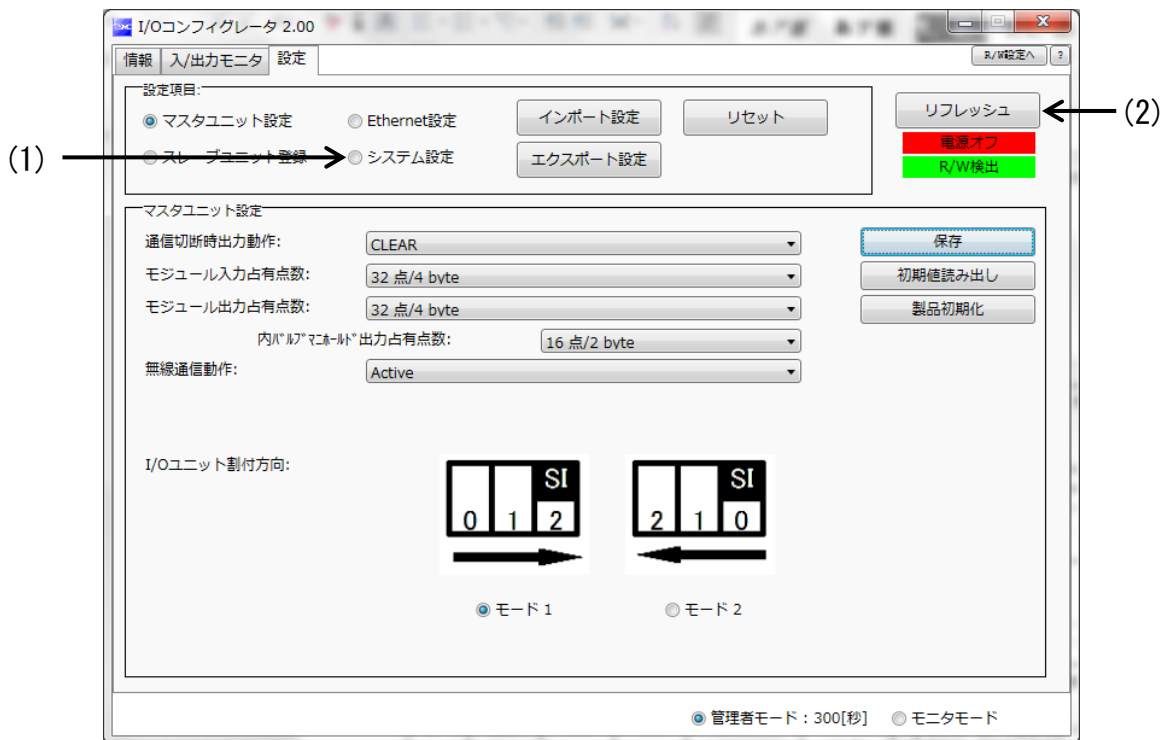 I/Oコンフィグレータ 2.00
情報 入/出力モニタ 設定 R/W設定へ ?
設定項目:
マスタユニット設定 Ethernet設定 インポート設定 リセット リフレッシュ (2)
(1) スレーブユニット登録 システム設定 エクスポート設定 電源オフ
R/W検出
マスタユニット設定
通信切断時出力動作: CLEAR 保存
モジュール入力占有点数: 32 点/4 byte 初期値読み出し
モジュール出力占有点数: 32 点/4 byte 製品初期化
内バルブマニホールド出力占有点数: 16 点/2 byte
無線通信動作: Active
I/Oユニット割付方向:
SI SI
0 1 2 2 1 0
モード 1 モード 2
管理者モード : 300[秒] モニタモード